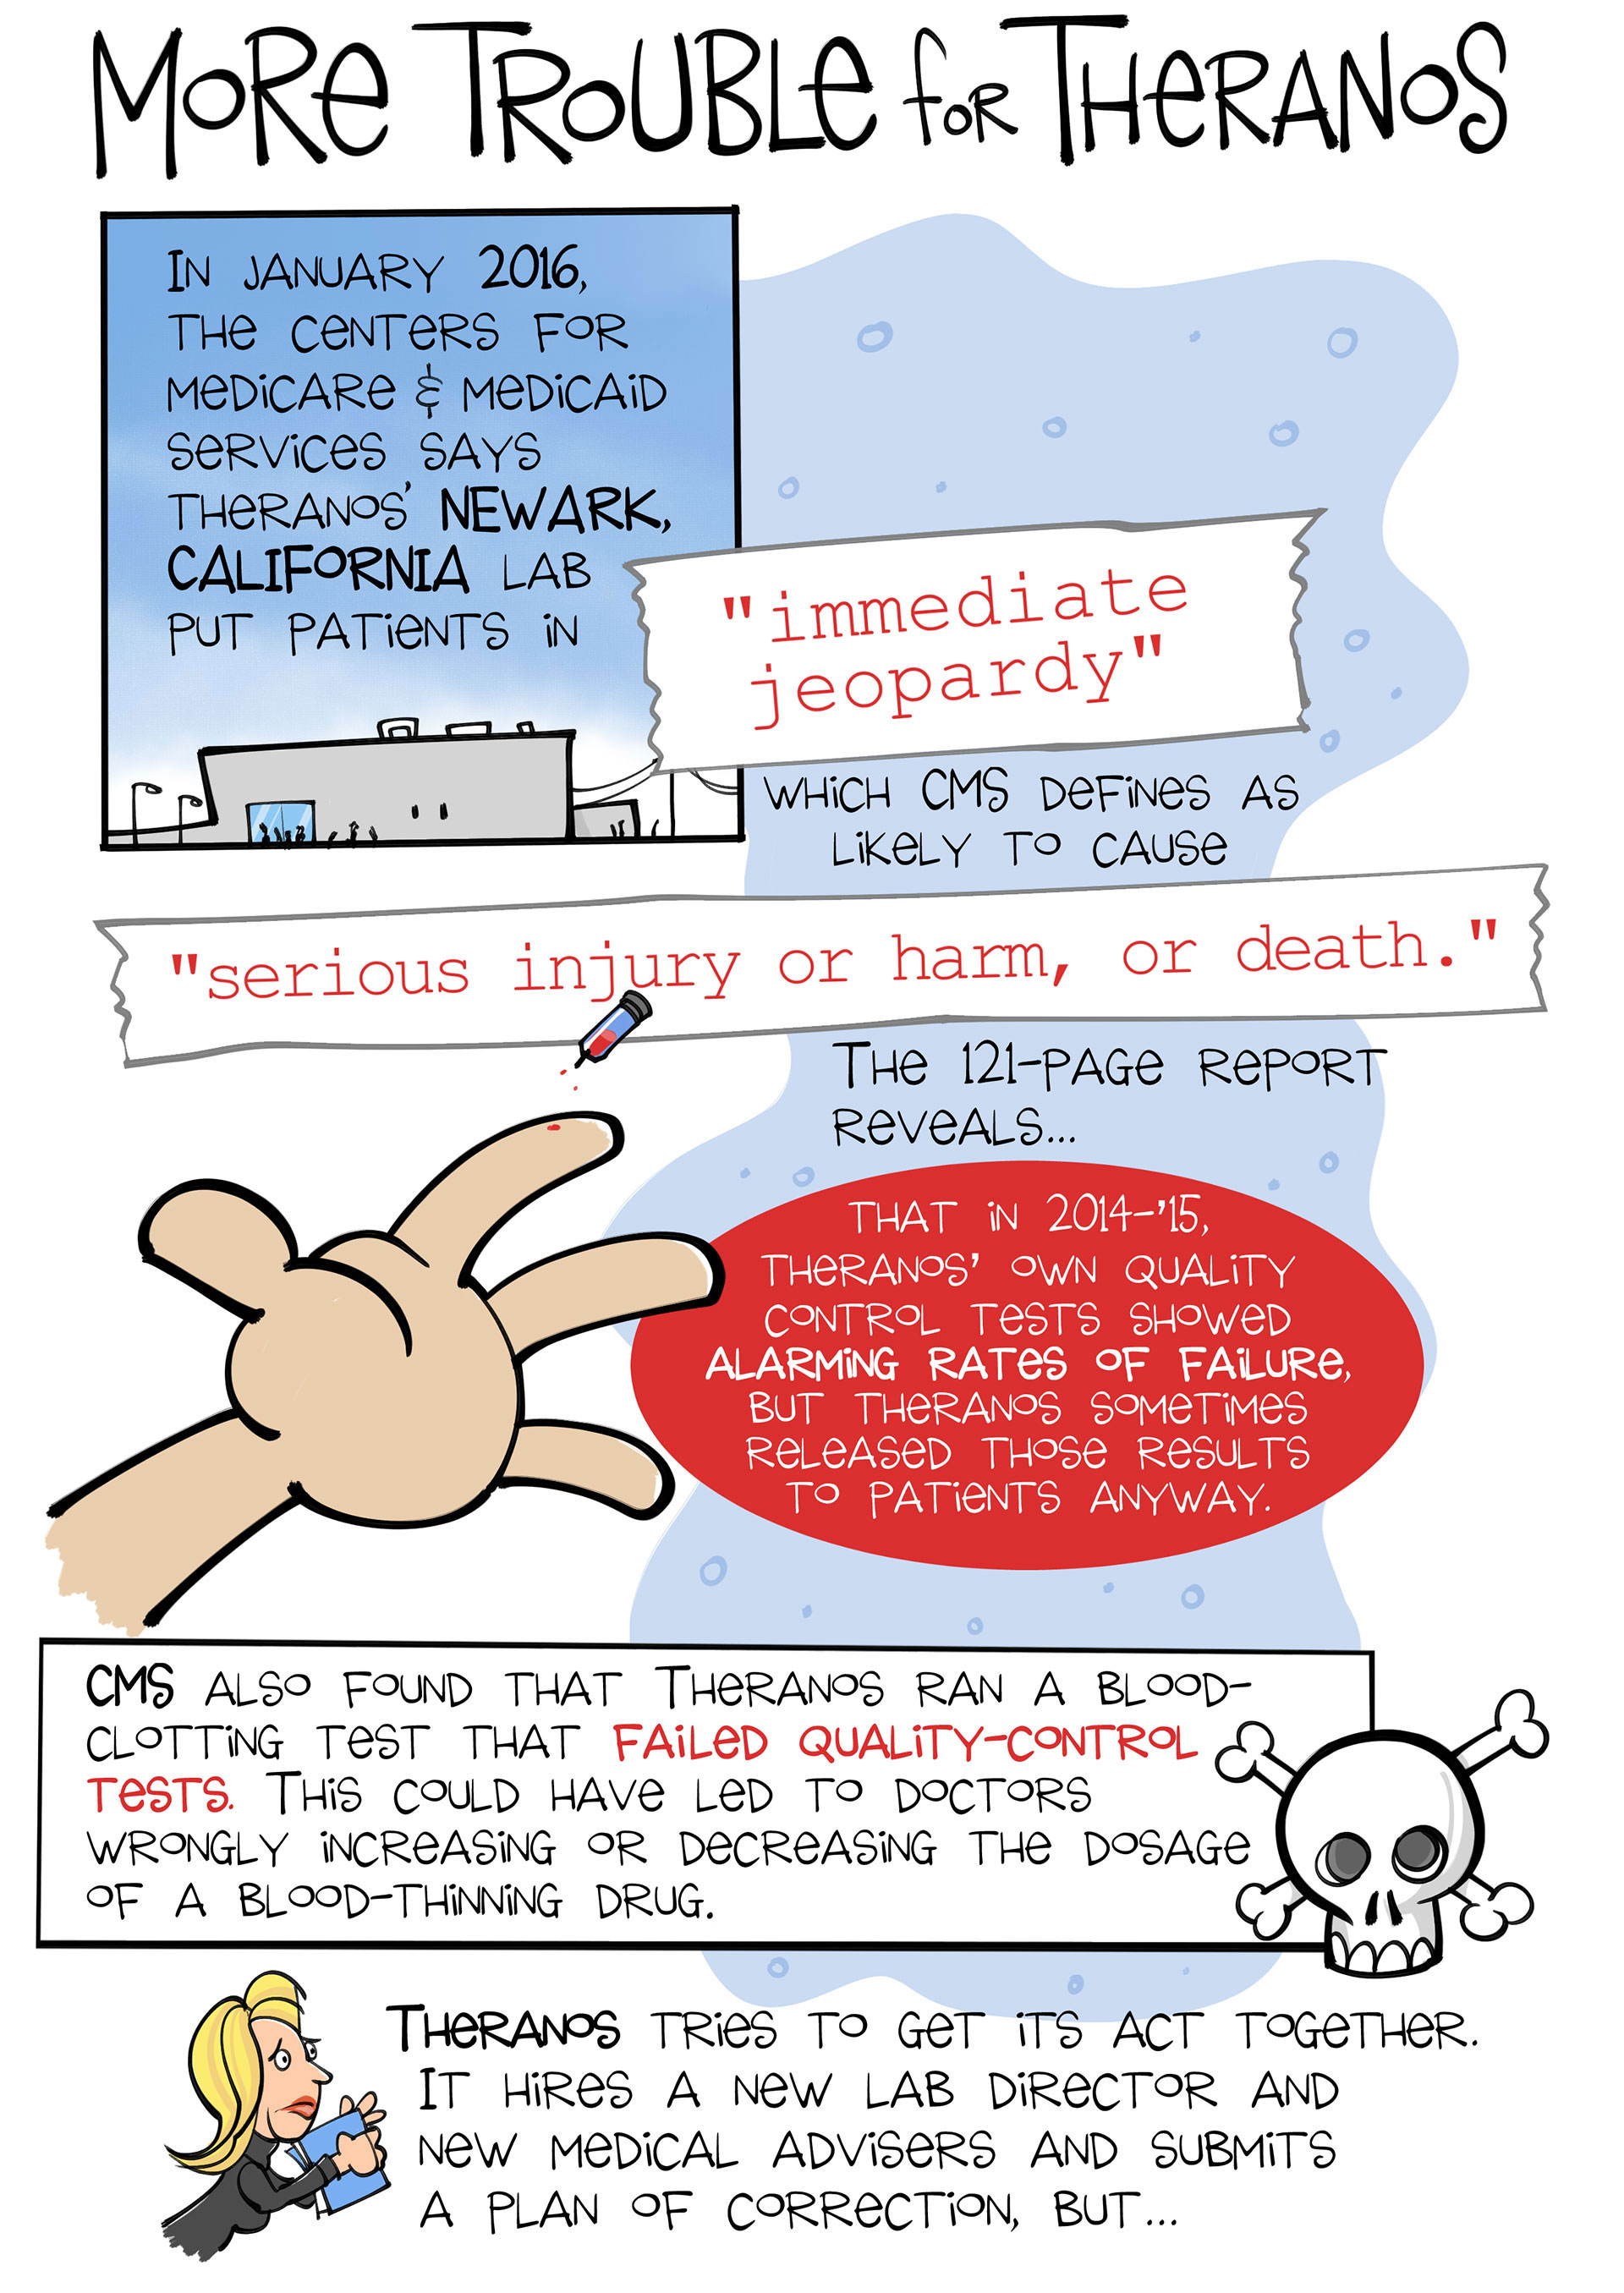 MORE TROUBLE FOR THERANOS
IN JANUARY 2016,
THE CENTERS FOR
MEDICARE & MEDICAID
SERVICES SAYS
THERANOS' NEWARK,
CALIFORNIA LAB
PUT PATIENTS IN
"immediate
jeopardy"
WHICH CMS DEFINES AS
LIKELY TO CAUSE
"serious injury or harm, or death."
THE 121-PAGE REPORT
REVEALS...
THAT IN 2014-'15,
THERANOS' OWN QUALITY
CONTROL TESTS SHOWED
ALARMING RATES OF FAILURE,
BUT THERANOS SOMETIMES
RELEASED THOSE RESULTS
TO PATIENTS ANYWAY.
CMS ALSO FOUND THAT THERANOS RAN A BLOOD-
CLOTTING TEST THAT FAILED QUALITY-CONTROL
TESTS. THIS COULD HAVE LED TO DOCTORS
WRONGLY INCREASING OR DECREASING THE DOSAGE
OF A BLOOD-THINNING DRUG.
THERANOS TRIES TO GET ITS ACT TOGETHER.
IT HIRES A NEW LAB DIRECTOR AND
NEW MEDICAL ADVISERS AND SUBMITS
A PLAN OF CORRECTION, BUT...